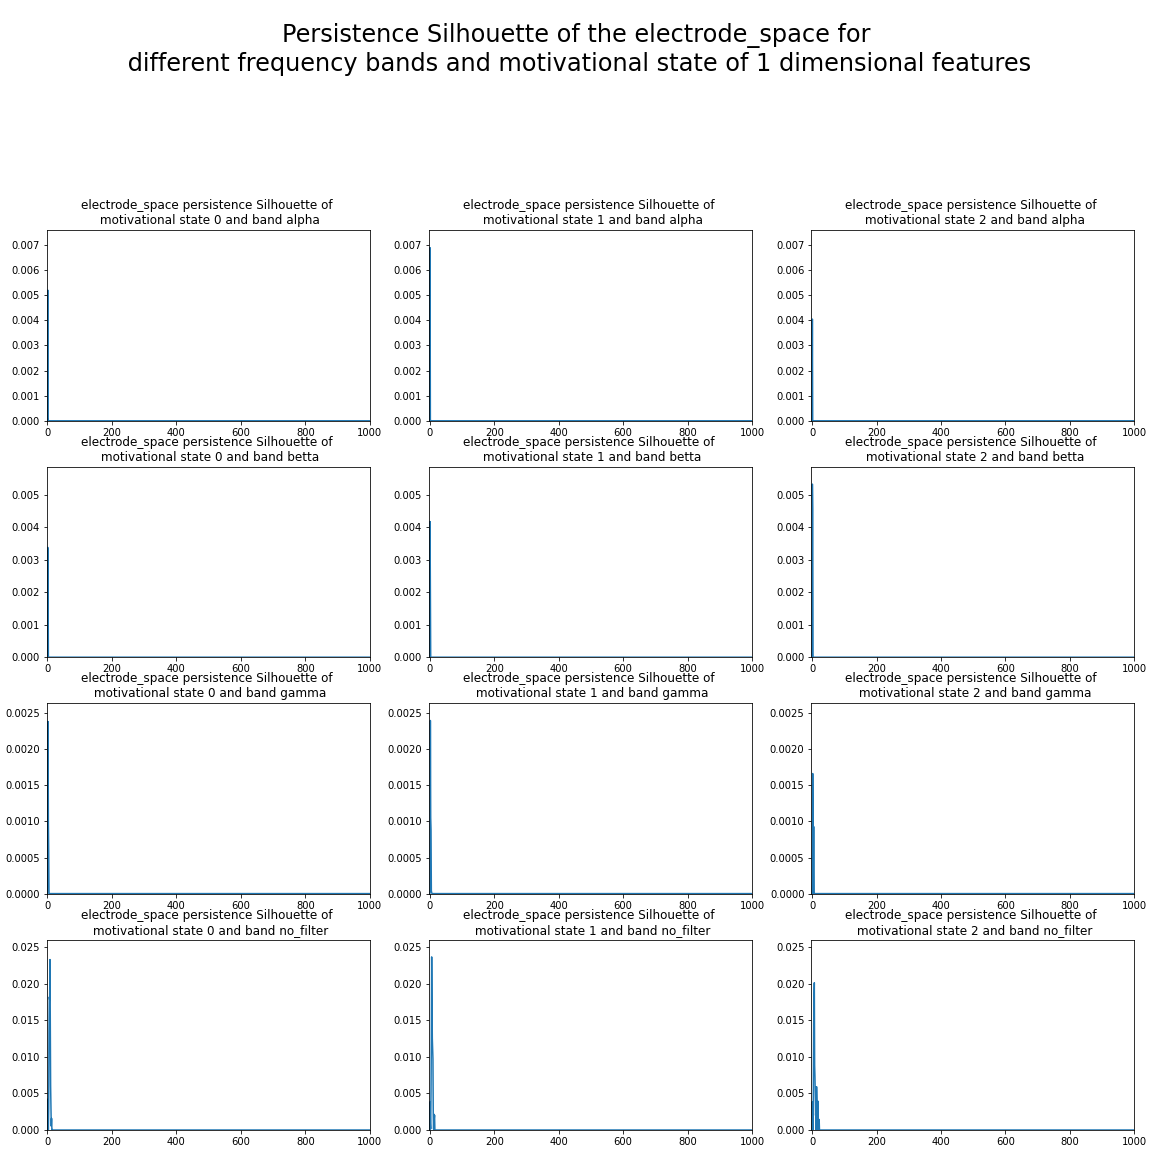 Persistence Silhouette of the electrode_space for
different frequency bands and motivational state of 1 dimensional features
electrode_space persistence Silhouette of
motivational state 0 and band alpha
0.007
0.006
0.005
0.004
0.003
0.002
0.001
0.000
0 200 400 600 800 1000
electrode_space persistence Silhouette of
motivational state 1 and band alpha
0.007
0.006
0.005
0.004
0.003
0.002
0.001
0.000
0 200 400 600 800 1000
electrode_space persistence Silhouette of
motivational state 2 and band alpha
0.007
0.006
0.005
0.004
0.003
0.002
0.001
0.000
0 200 400 600 800 1000
electrode_space persistence Silhouette of
motivational state 0 and band betta
0.005
0.004
0.003
0.002
0.001
0.000
0 200 400 600 800 1000
electrode_space persistence Silhouette of
motivational state 1 and band betta
0.005
0.004
0.003
0.002
0.001
0.000
0 200 400 600 800 1000
electrode_space persistence Silhouette of
motivational state 2 and band betta
0.005
0.004
0.003
0.002
0.001
0.000
0 200 400 600 800 1000
electrode_space persistence Silhouette of
motivational state 0 and band gamma
0.0025
0.0020
0.0015
0.0010
0.0005
0.0000
0 200 400 600 800 1000
electrode_space persistence Silhouette of
motivational state 1 and band gamma
0.0025
0.0020
0.0015
0.0010
0.0005
0.0000
0 200 400 600 800 1000
electrode_space persistence Silhouette of
motivational state 2 and band gamma
0.0025
0.0020
0.0015
0.0010
0.0005
0.0000
0 200 400 600 800 1000
electrode_space persistence Silhouette of
motivational state 0 and band no_filter
0.025
0.020
0.015
0.010
0.005
0.000
0 200 400 600 800 1000
electrode_space persistence Silhouette of
motivational state 1 and band no_filter
0.025
0.020
0.015
0.010
0.005
0.000
0 200 400 600 800 1000
electrode_space persistence Silhouette of
motivational state 2 and band no_filter
0.025
0.020
0.015
0.010
0.005
0.000
0 200 400 600 800 1000